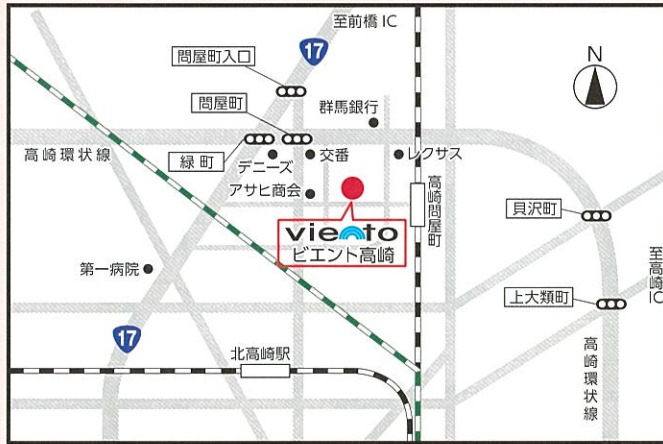 至前橋 IC
17
問屋町入口
N
群馬銀行
問屋町
緑町
高崎環状線
デニーズ
交番
レクサス
アサヒ商会
高崎問屋町
viento
ビエント高崎
貝沢町
第一病院
至高崎IC
上大類町
17
北高崎駅
高崎環状線